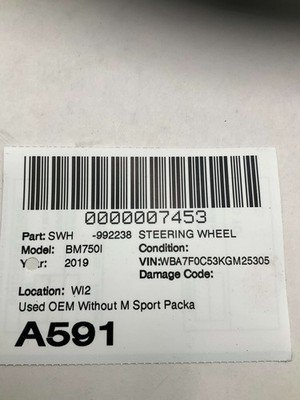 0000007453
Part: SWH -992238 STEERING WHEEL
Model: BM750I Condition:
Year: 2019 VIN:WBA7F0C53KGM25305
Damage Code:
Location: WI2
Used OEM Without M Sport Packa
A591